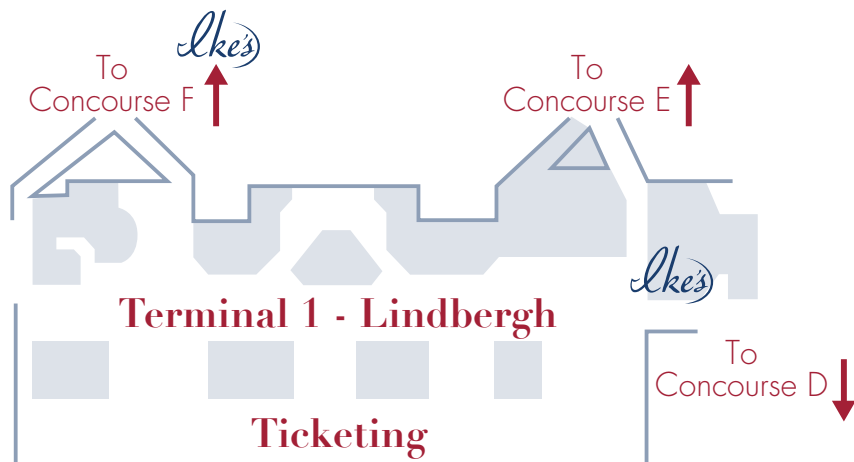 Ike's
To
Concourse F
To
Concourse E
Ike's
Terminal 1 - Lindbergh
To
Concourse D
Ticketing